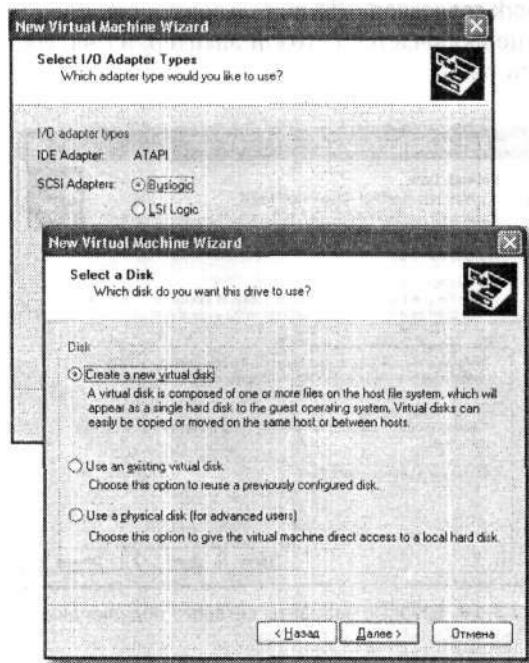 New Virtual Machine Wizard
Select I/O Adapter Types
Which adapter type would you like to use?
I/O adapter types
IDE Adapter: ATAPI
SCSI Adapters: Buslogic
LSI Logic
New Virtual Machine Wizard
Select a Disk
Which disk do you want this drive to use?
Disk
Create a new virtual disk
A virtual disk is composed of one or more files on the host file system, which will
appear as a single hard disk to the guest operating system. Virtual disks can
easily be copied or moved on the same host or between hosts.
Use an existing virtual disk
Choose this option to reuse a previously configured disk.
Use a physical disk (for advanced users)
Choose this option to give the virtual machine direct access to a local hard disk.
< Назад Далее > Отмена